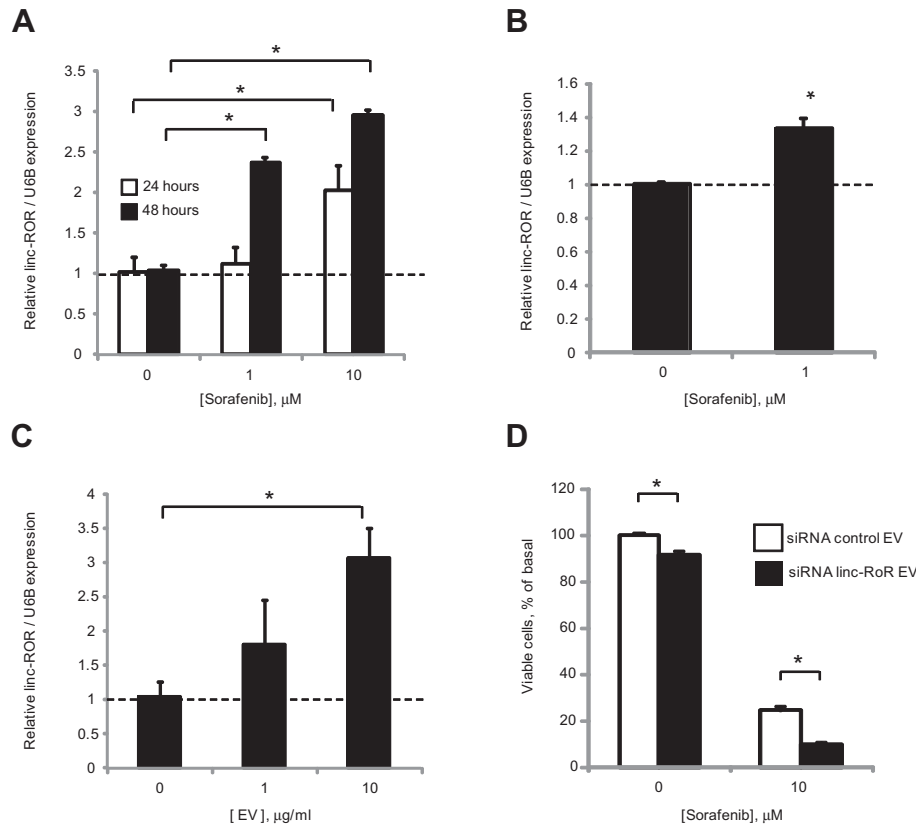 A
Relative linc-ROR / U6B expression
3.5
3
2.5
2
1.5
1
0.5
0
*
*
*
24 hours
48 hours
0 1 10
[Sorafenib], μM
B
Relative linc-ROR / U6B expression
1.6
1.4
1.2
1
0.8
0.6
0.4
0.2
0
*
0 1
[Sorafenib], μM
C
Relative linc-ROR / U6B expression
4
3.5
3
2.5
2
1.5
1
0.5
0
*
0 1 10
[ EV ], μg/ml
D
Viable cells, % of basal
120
100
80
60
40
20
0
*
*
siRNA control EV
siRNA linc-RoR EV
0 10
[Sorafenib], μM